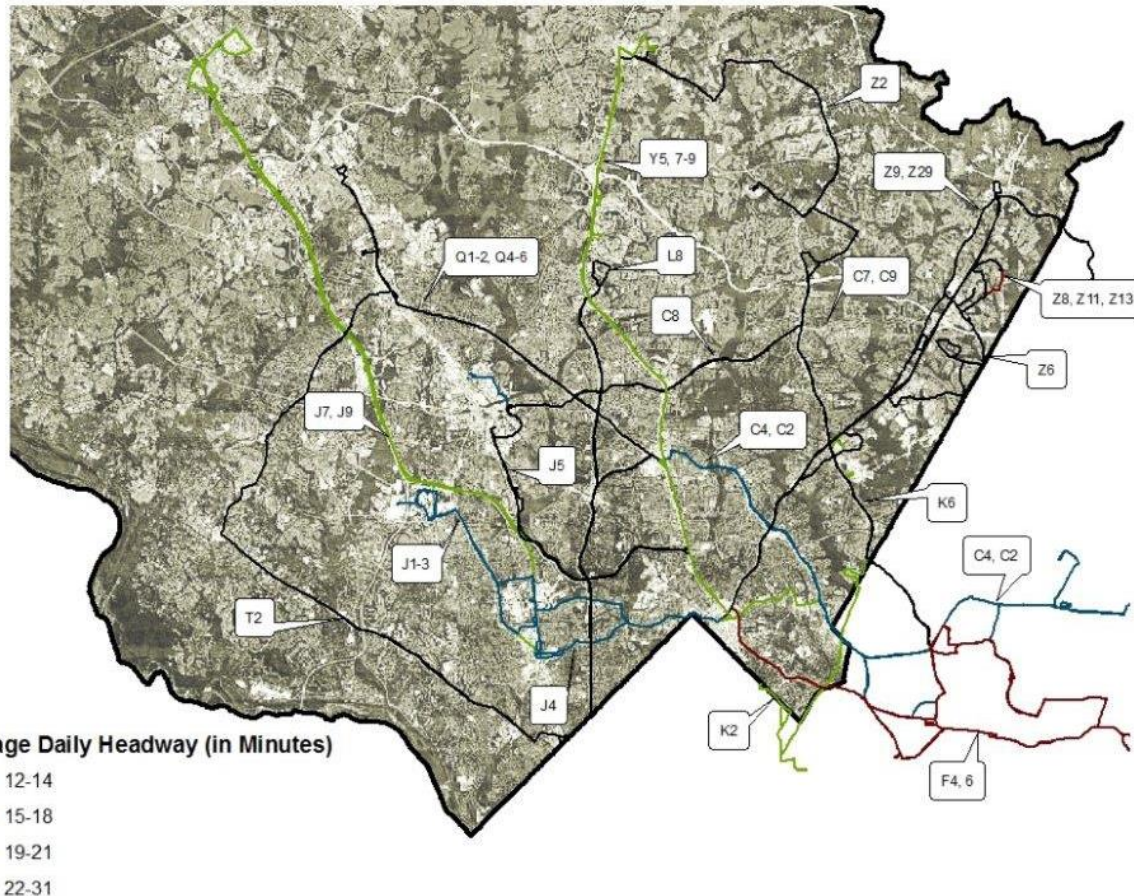 Z2
Y5, 7-9
Z9, Z29
Q1-2, Q4-6
L8
C7, C9
Z8, Z11, Z13
C8
Z6
J7, J9
C4, C2
J5
K6
C4, C2
J1-3
T2
J4
K2
F4, 6
age Daily Headway (in Minutes)
12-14
15-18
19-21
22-31